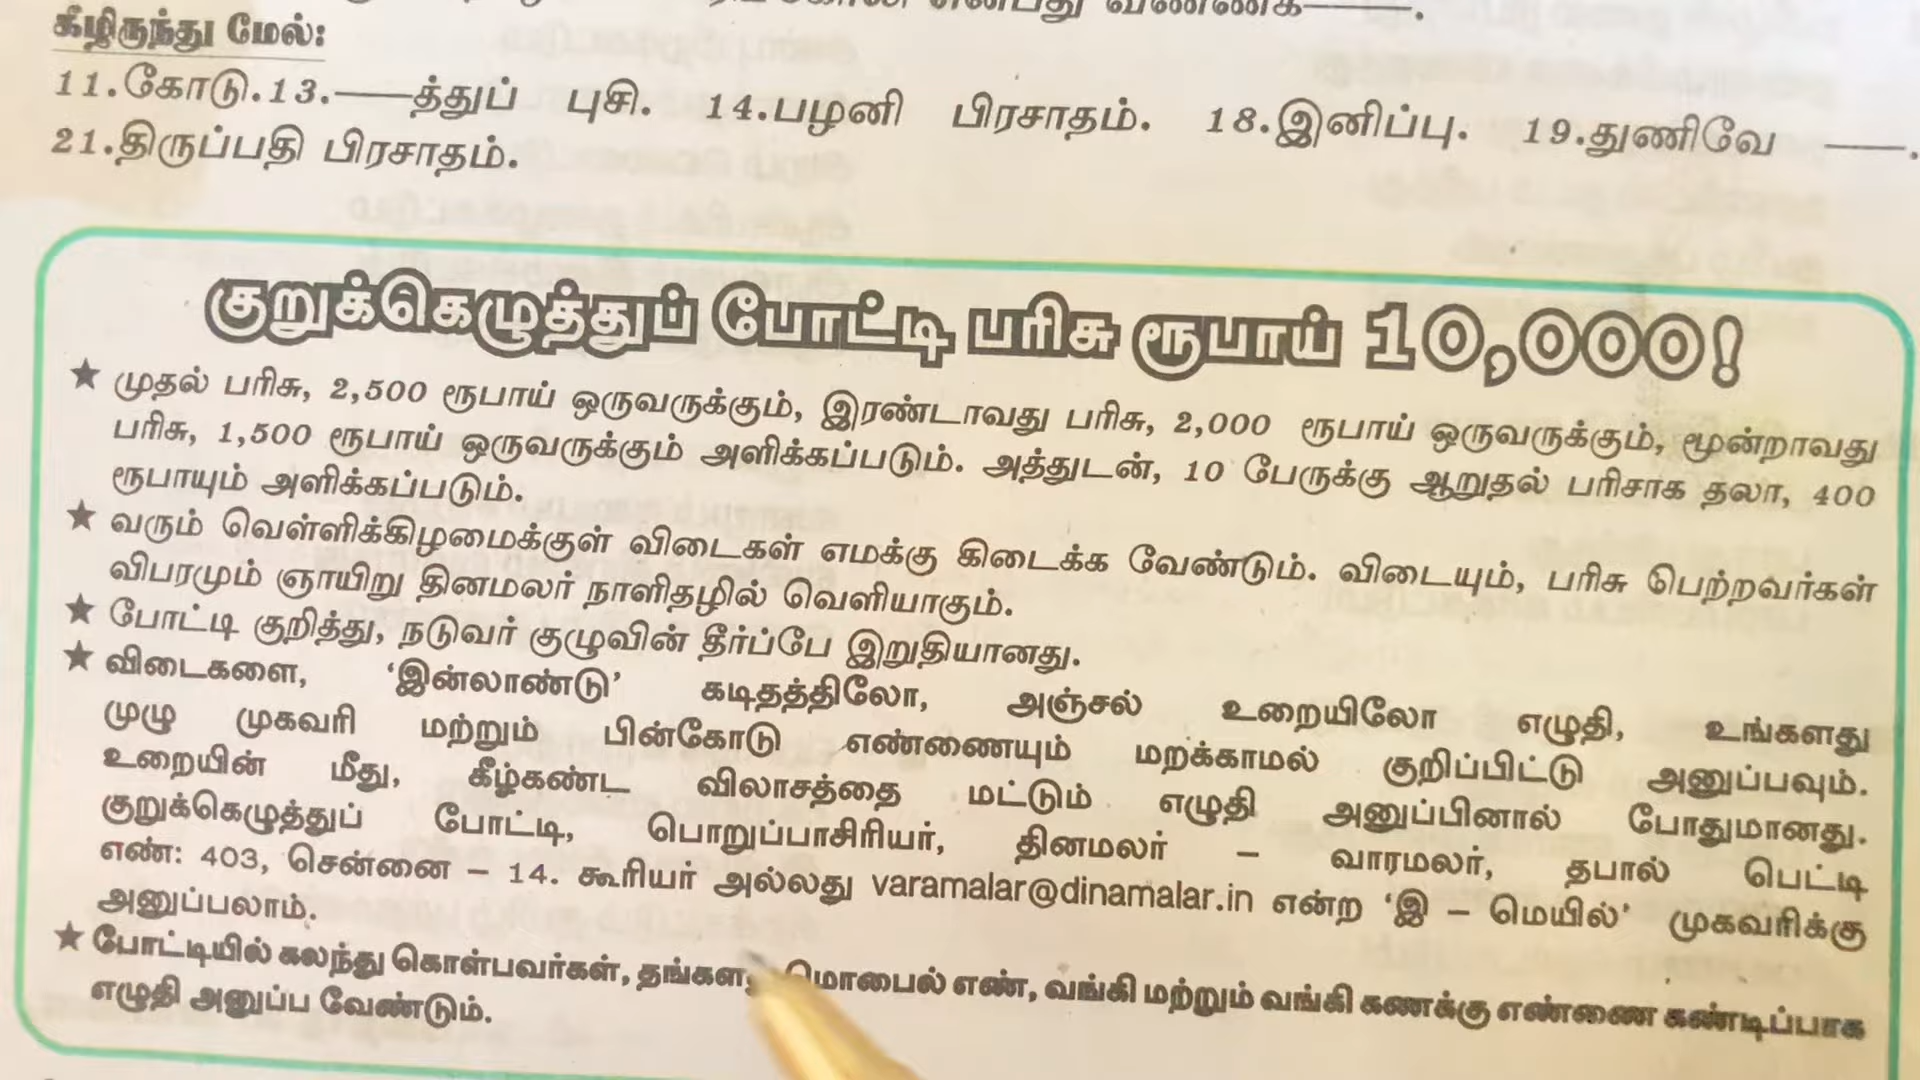 கீழிருந்து மேல்:
11.கோடு.13.——த்துப் புசி. 14.பழனி பிரசாதம். 18.இனிப்பு. 19.துணிவே ——.
21.திருப்பதி பிரசாதம்.
குறுக்கெழுத்துப் போட்டி பரிசு ரூபாய் 10,000!
★ முதல் பரிசு, 2,500 ரூபாய் ஒருவருக்கும், இரண்டாவது பரிசு, 2,000 ரூபாய் ஒருவருக்கும், மூன்றாவது
பரிசு, 1,500 ரூபாய் ஒருவருக்கும் அளிக்கப்படும். அத்துடன், 10 பேருக்கு ஆறுதல் பரிசாக தலா, 400
ரூபாயும் அளிக்கப்படும்.
★ வரும் வெள்ளிக்கிழமைக்குள் விடைகள் எமக்கு கிடைக்க வேண்டும். விடையும், பரிசு பெற்றவர்கள்
விபரமும் ஞாயிறு தினமலர் நாளிதழில் வெளியாகும்.
★ போட்டி குறித்து, நடுவர் குழுவின் தீர்ப்பே இறுதியானது.
★ விடைகளை, ‘இன்லாண்டு’ கடிதத்திலோ, அஞ்சல் உறையிலோ எழுதி, உங்களது
முழு முகவரி மற்றும் பின்கோடு எண்ணையும் மறக்காமல் குறிப்பிட்டு அனுப்பவும்.
உறையின் மீது, கீழ்கண்ட விலாசத்தை மட்டும் எழுதி அனுப்பினால் போதுமானது.
குறுக்கெழுத்துப் போட்டி, பொறுப்பாசிரியர், தினமலர் – வாரமலர், தபால் பெட்டி
எண்: 403, சென்னை – 14. கூரியர் அல்லது varamalar@dinamalar.in என்ற ‘இ – மெயில்’ முகவரிக்கு
அனுப்பலாம்.
★ போட்டியில் கலந்து கொள்பவர்கள், மொபைல் எண், வங்கி மற்றும் வங்கி கணக்கு எண்ணை கண்டிப்பாக
எழுதி அனுப்ப வேண்டும்.